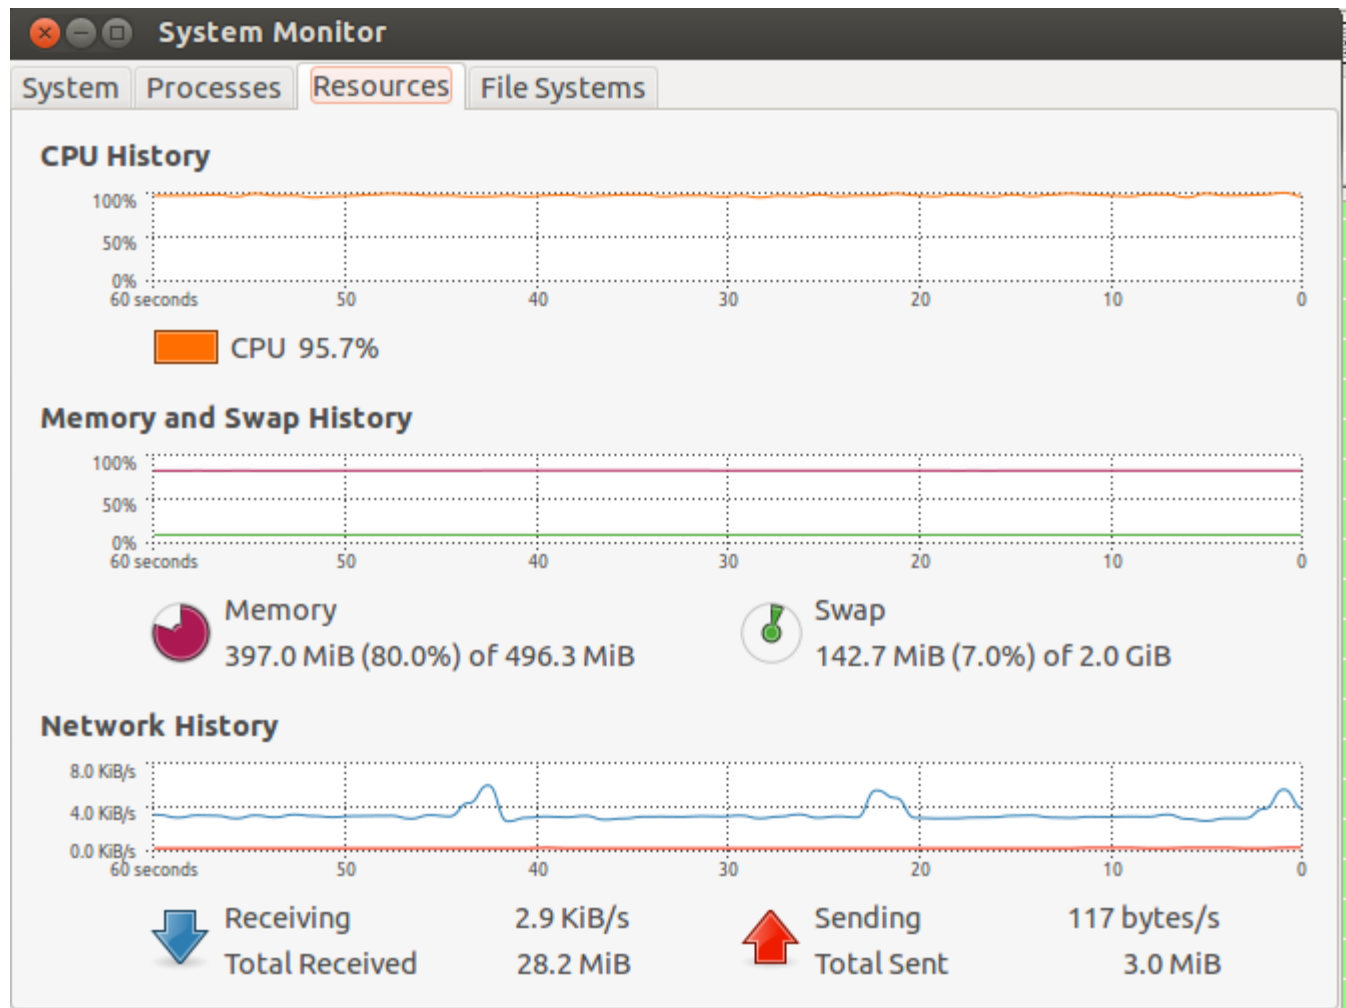 System Monitor
System Processes Resources File Systems
CPU History
100%
50%
0%
60 seconds 50 40 30 20 10 0
CPU 95.7%
Memory and Swap History
100%
50%
0%
60 seconds 50 40 30 20 10 0
Memory Swap
397.0 MiB (80.0%) of 496.3 MiB 142.7 MiB (7.0%) of 2.0 GiB
Network History
8.0 KiB/s
4.0 KiB/s
0.0 KiB/s
60 seconds 50 40 30 20 10 0
Receiving 2.9 KiB/s Sending 117 bytes/s
Total Received 28.2 MiB Total Sent 3.0 MiB